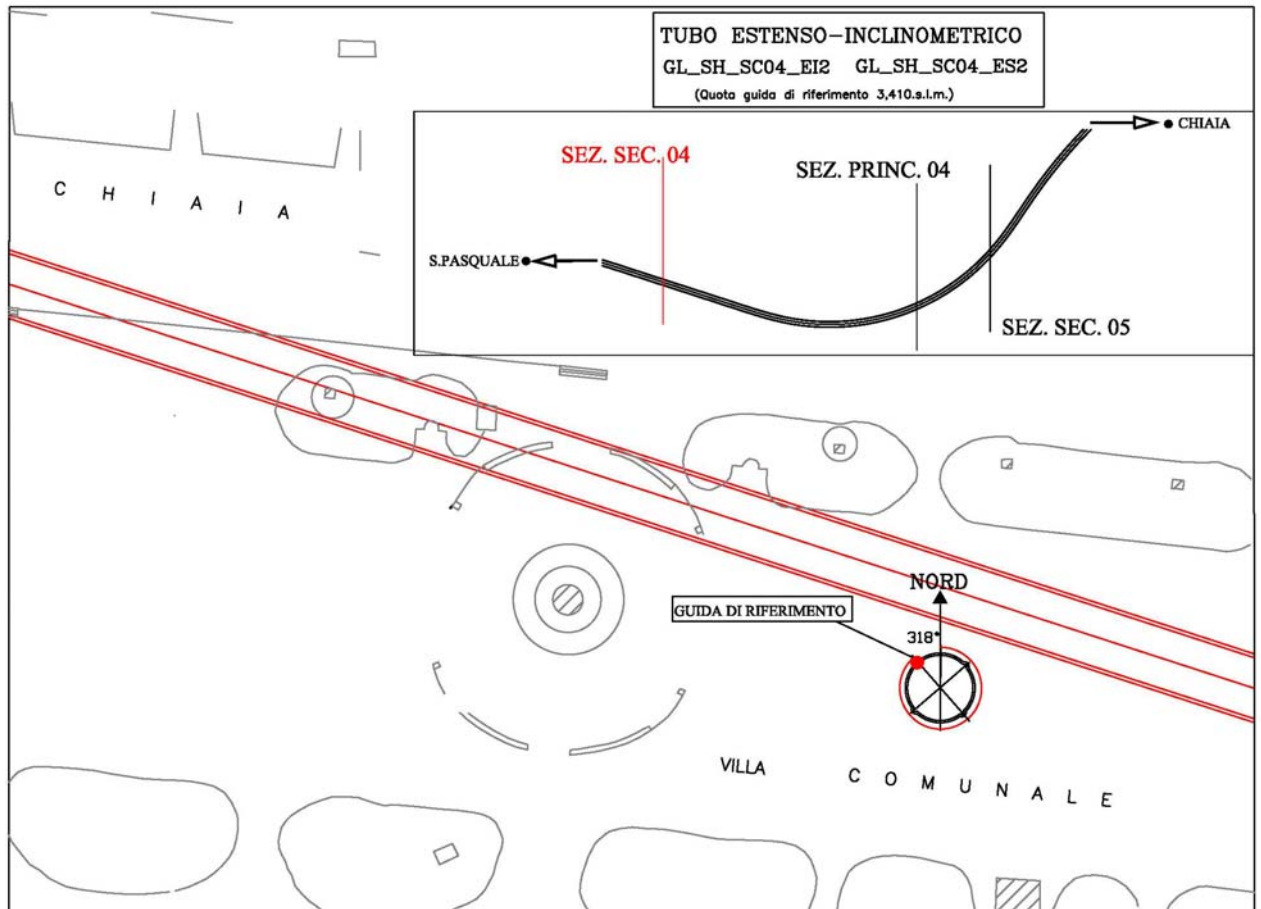 TUBO ESTENSO-INCLINOMETRICO
GL_SH_SC04_EI2 GL_SH_SC04_ES2
(Quota guida di riferimento 3,410.s.l.m.)
CHIAIA
SEZ. SEC. 04
SEZ. PRINC. 04
S.PASQUALE
SEZ. SEC. 05
C H I A I A
NORD
GUIDA DI RIFERIMENTO
318°
VILLA C O M U N A L E